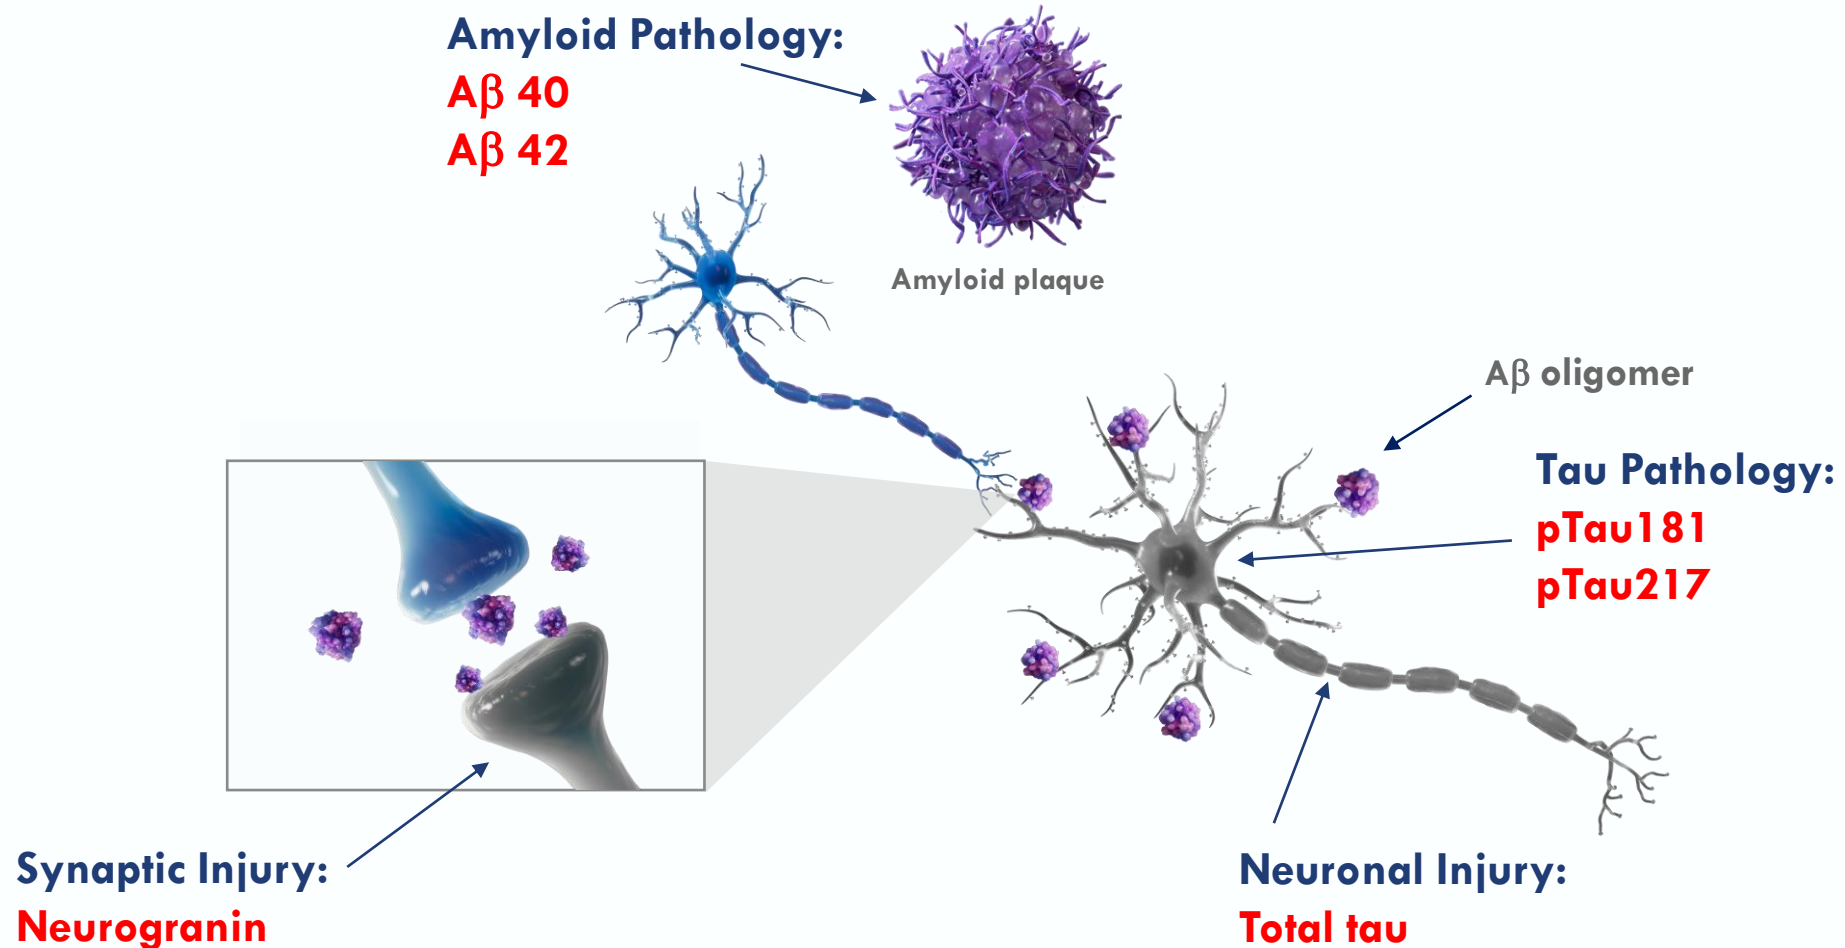 Amyloid Pathology:
Aβ 40
Aβ 42
Amyloid plaque
Aβ oligomer
Tau Pathology:
pTau181
pTau217
Synaptic Injury:
Neurogranin
Neuronal Injury:
Total tau